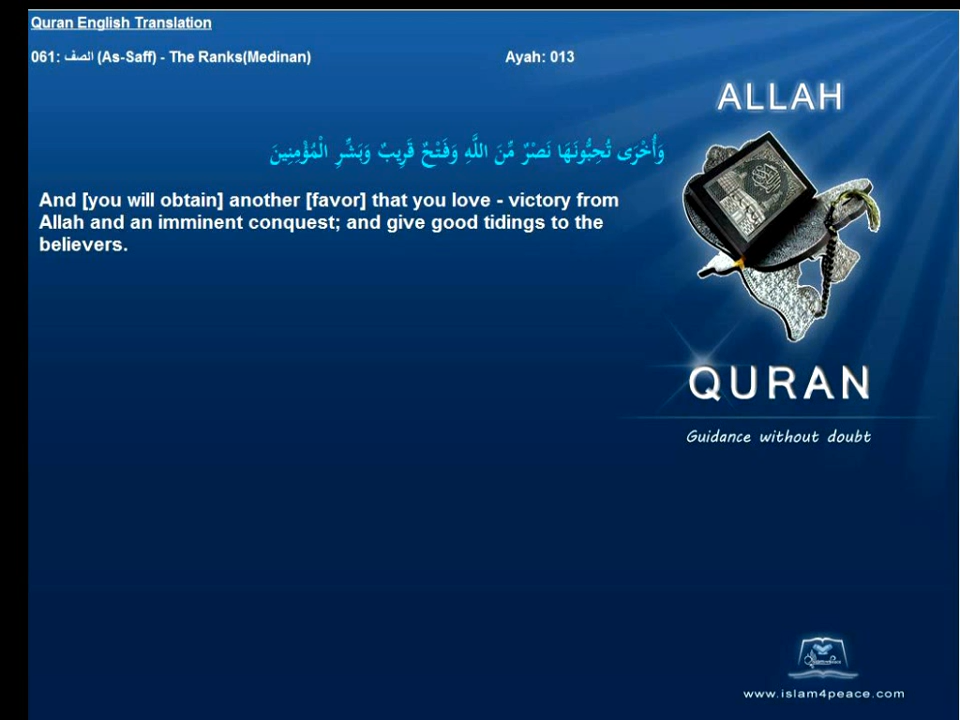 Quran English Translation
061: الصف (As-Saff) - The Ranks(Medinan) Ayah: 013
ALLAH
وَأُخْرَى تُحِبُّونَهَا نَصْرٌ مِّنَ اللَّهِ وَفَتْحٌ قَرِيبٌ وَبَشِّرِ الْمُؤْمِنِينَ
And [you will obtain] another [favor] that you love - victory from
Allah and an imminent conquest; and give good tidings to the
believers.
QURAN
Guidance without doubt
www.islam4peace.com